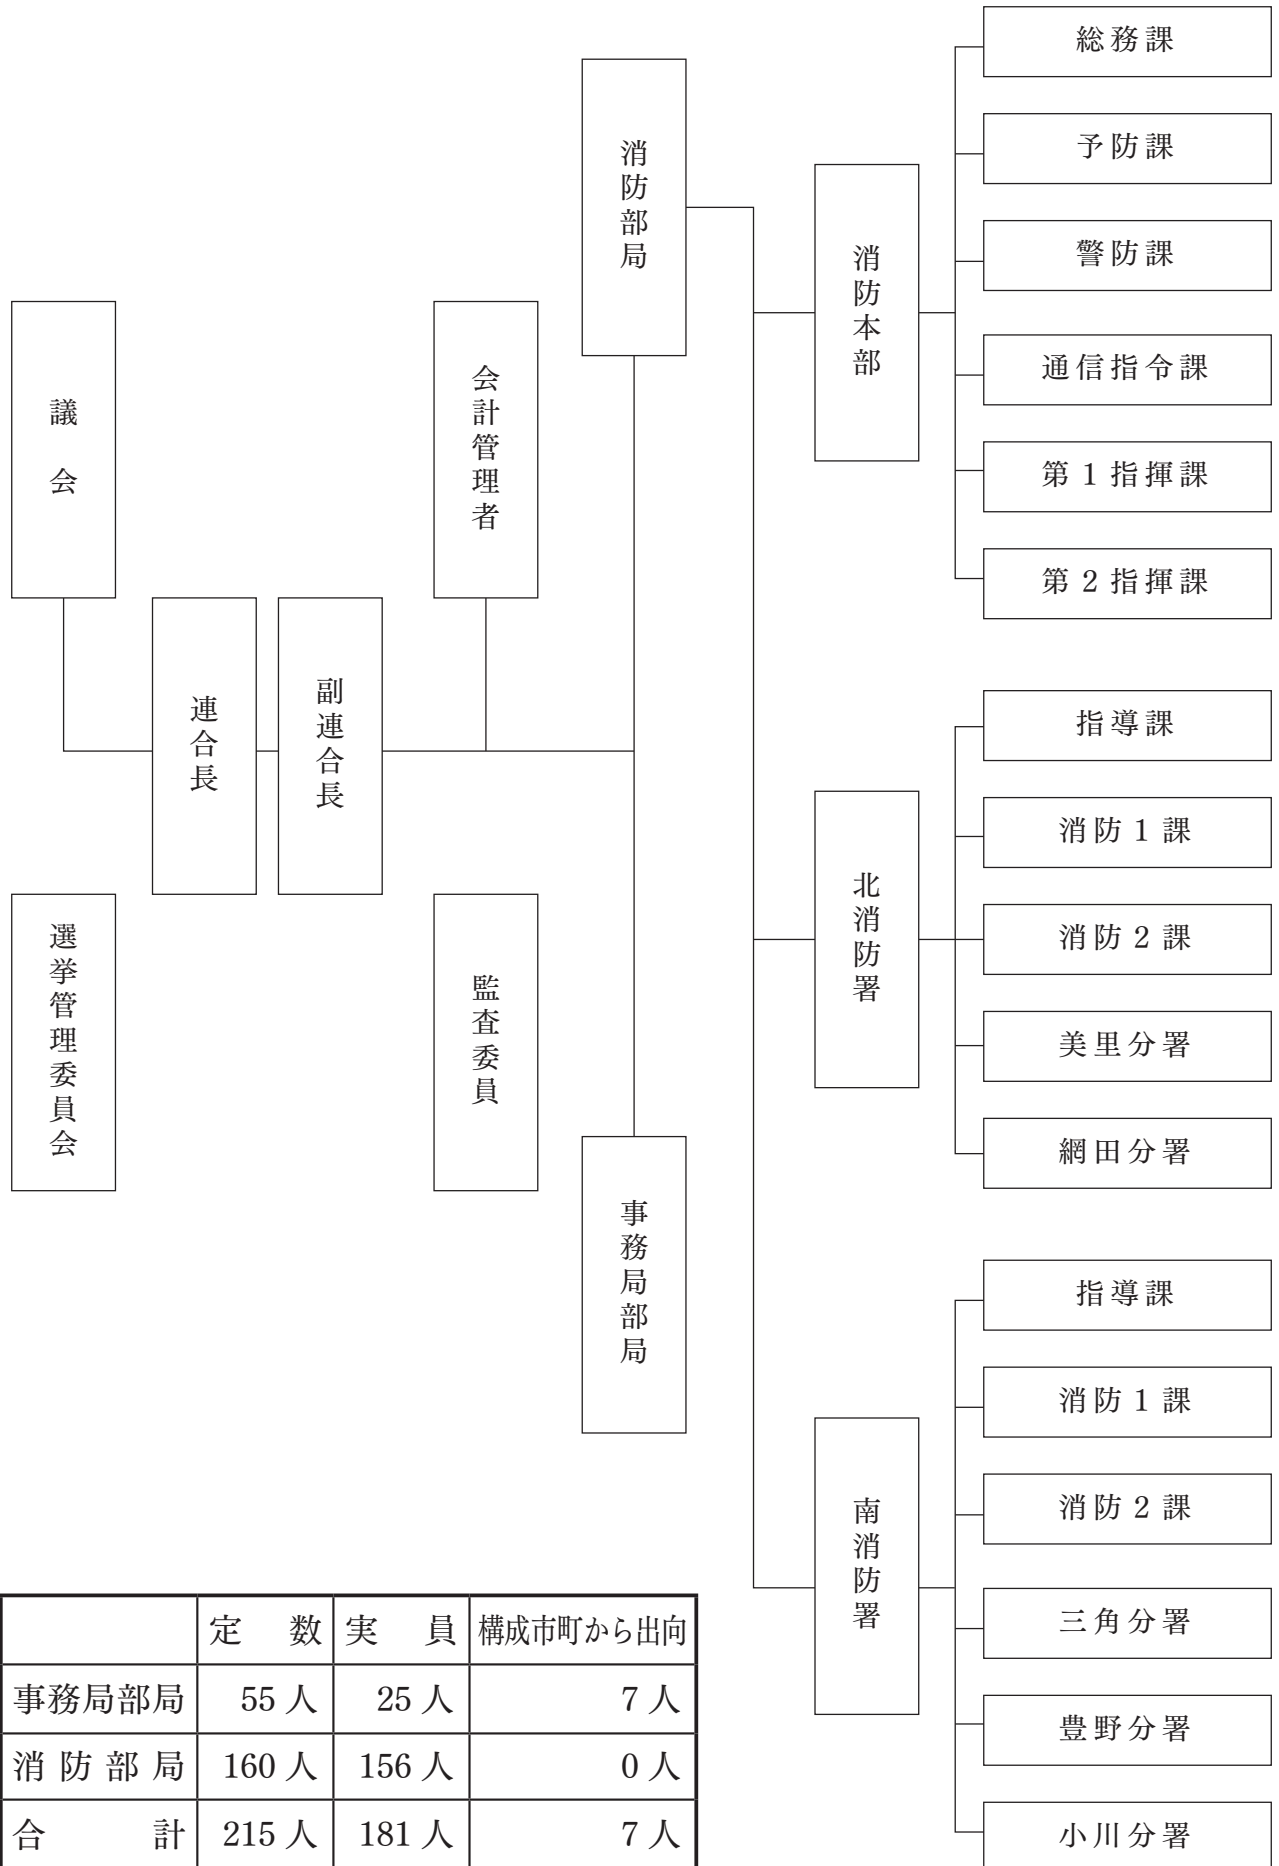 議会
選挙管理委員会
連合長
副連合長
会計管理者
監査委員
消防部局
事務局部局
消防本部
総務課
予防課
警防課
通信指令課
第1指揮課
第2指揮課
北消防署
指導課
消防1課
消防2課
美里分署
網田分署
南消防署
指導課
消防1課
消防2課
三角分署
豊野分署
小川分署
定数 実員 構成市町から出向
事務局部局 55人 25人 7人
消防部局 160人 156人 0人
合計 215人 181人 7人